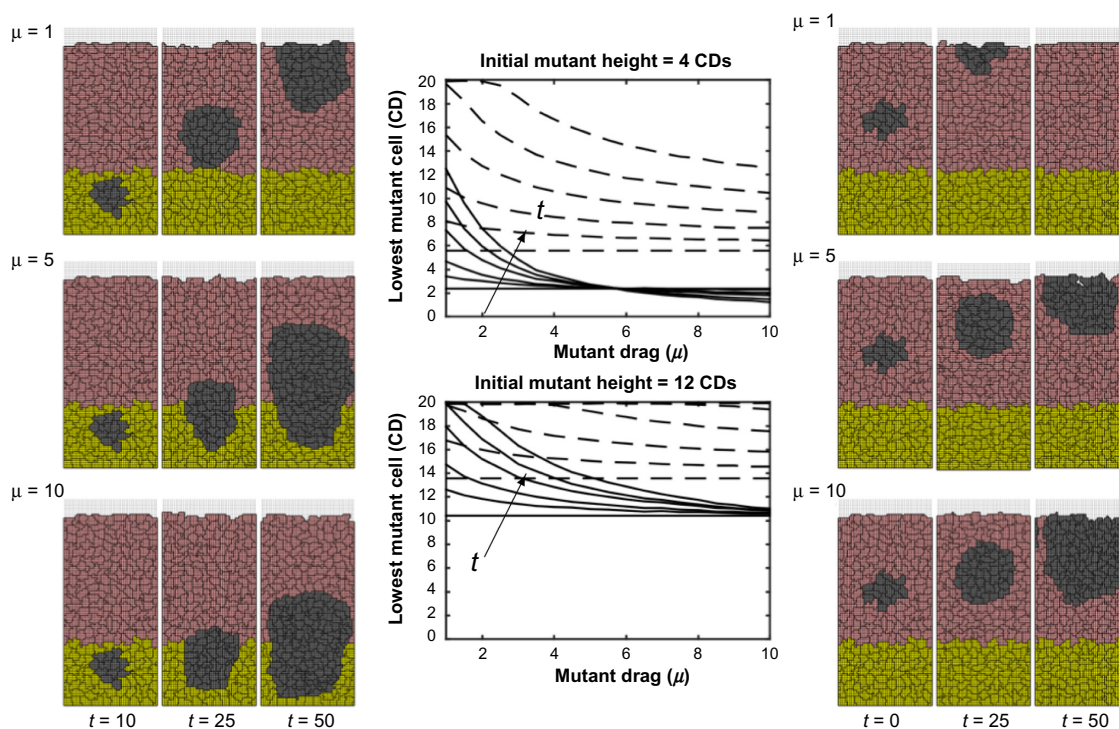 μ = 1
μ = 5
μ = 10
t = 10
t = 25
t = 50
Initial mutant height = 4 CDs
Lowest mutant cell (CD)
20
18
16
14
12
10
8
6
4
2
0
t
2
4
6
8
10
Mutant drag (μ)
Initial mutant height = 12 CDs
Lowest mutant cell (CD)
20
18
16
14
12
10
8
6
4
2
0
t
2
4
6
8
10
Mutant drag (μ)
μ = 1
μ = 5
μ = 10
t = 0
t = 25
t = 50